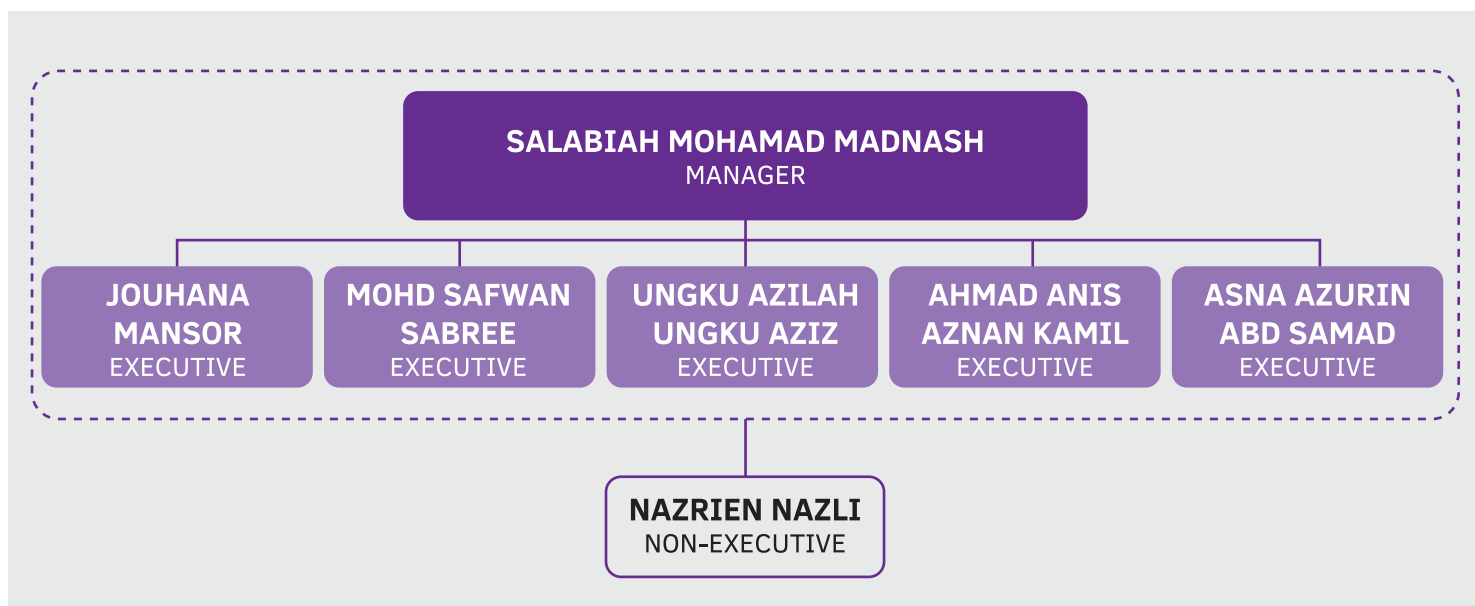 SALABIAH MOHAMAD MADNASH
MANAGER
JOUHANA
MANSOR
EXECUTIVE
MOHD SAFWAN
SABREE
EXECUTIVE
UNGKU AZILAH
UNGKU AZIZ
EXECUTIVE
AHMAD ANIS
AZNAN KAMIL
EXECUTIVE
ASNA AZURIN
ABD SAMAD
EXECUTIVE
NAZRIEN NAZLI
NON-EXECUTIVE